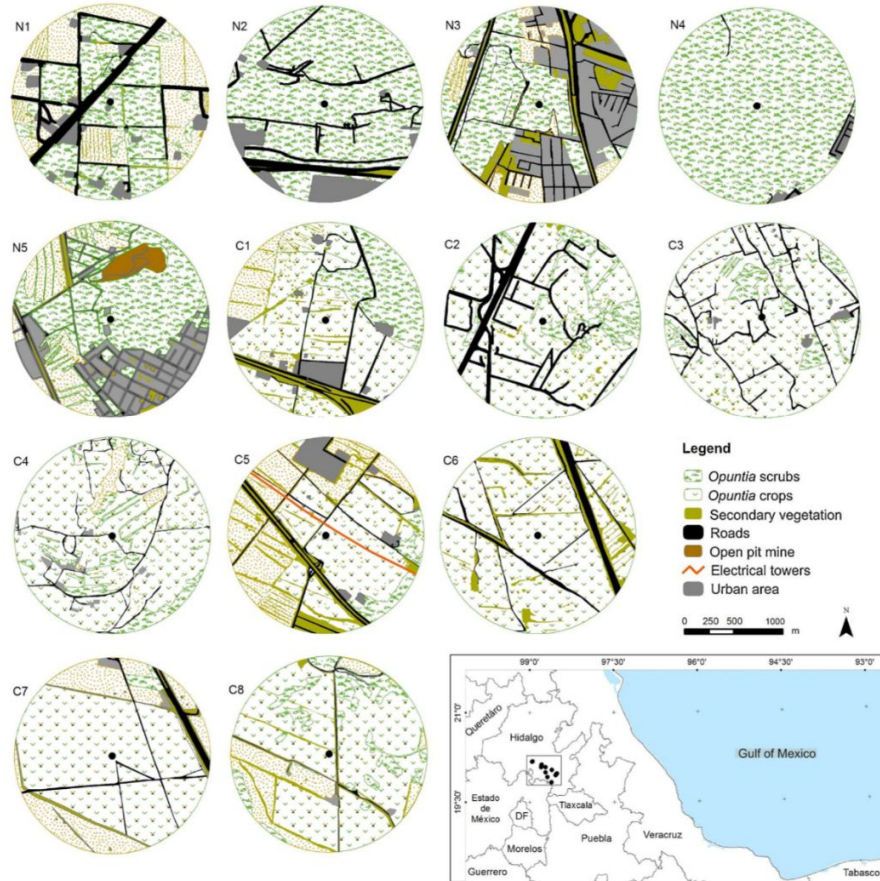 N1
N2
N3
N4
N5
C1
C2
C3
C4
C5
C6
Legend
Opuntia scrubs
Opuntia crops
Secondary vegetation
Roads
Open pit mine
Electrical towers
Urban area
N
0 250 500 1000
m
C7
C8
99°0 97°30 96°0 94°30 93°0
21°0
19°30
Querétáro
Hidalgo
Gulf of Mexico
Estado de México
DF
Tlaxcala
Puebla
Morelos
Veracruz
Guerrero
Tabasco